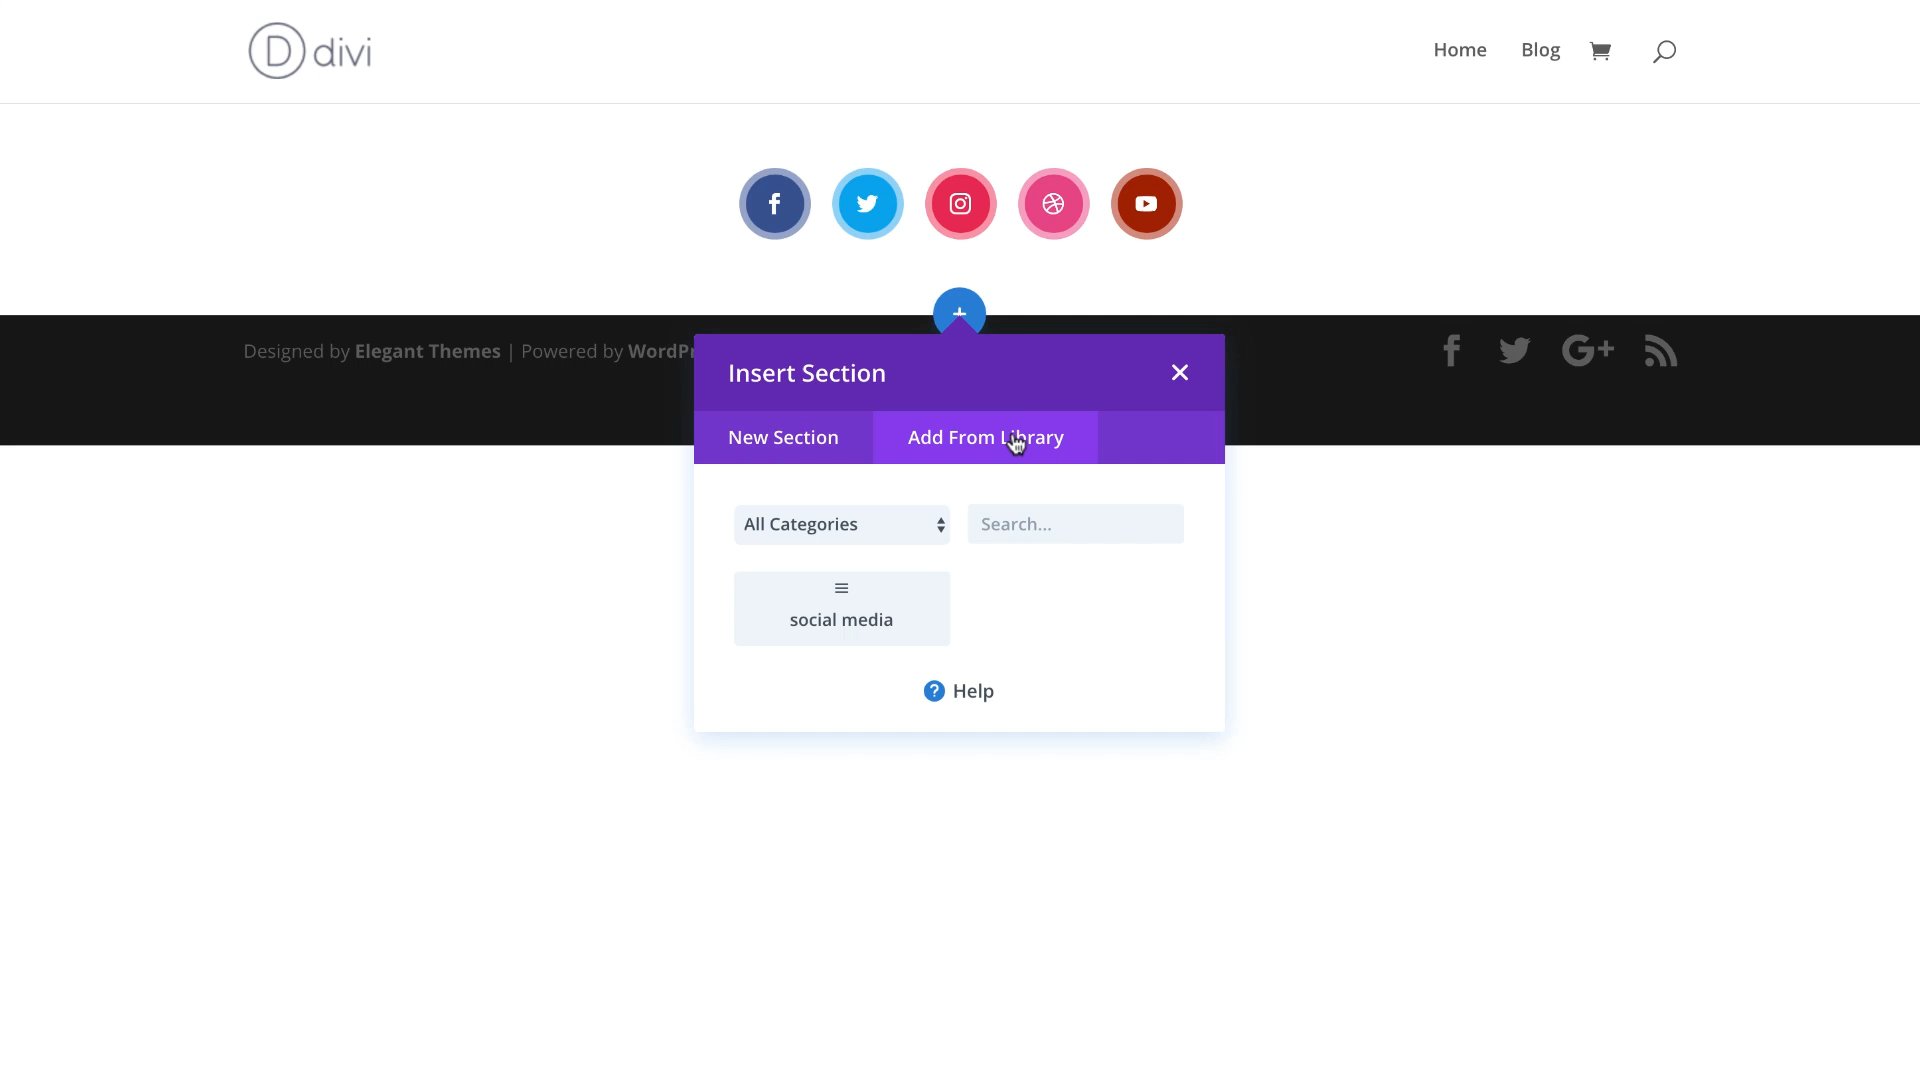 D divi
Home Blog
Designed by Elegant Themes | Powered by
Insert Section
New Section Add From Library
All Categories
Search...
social media
? Help